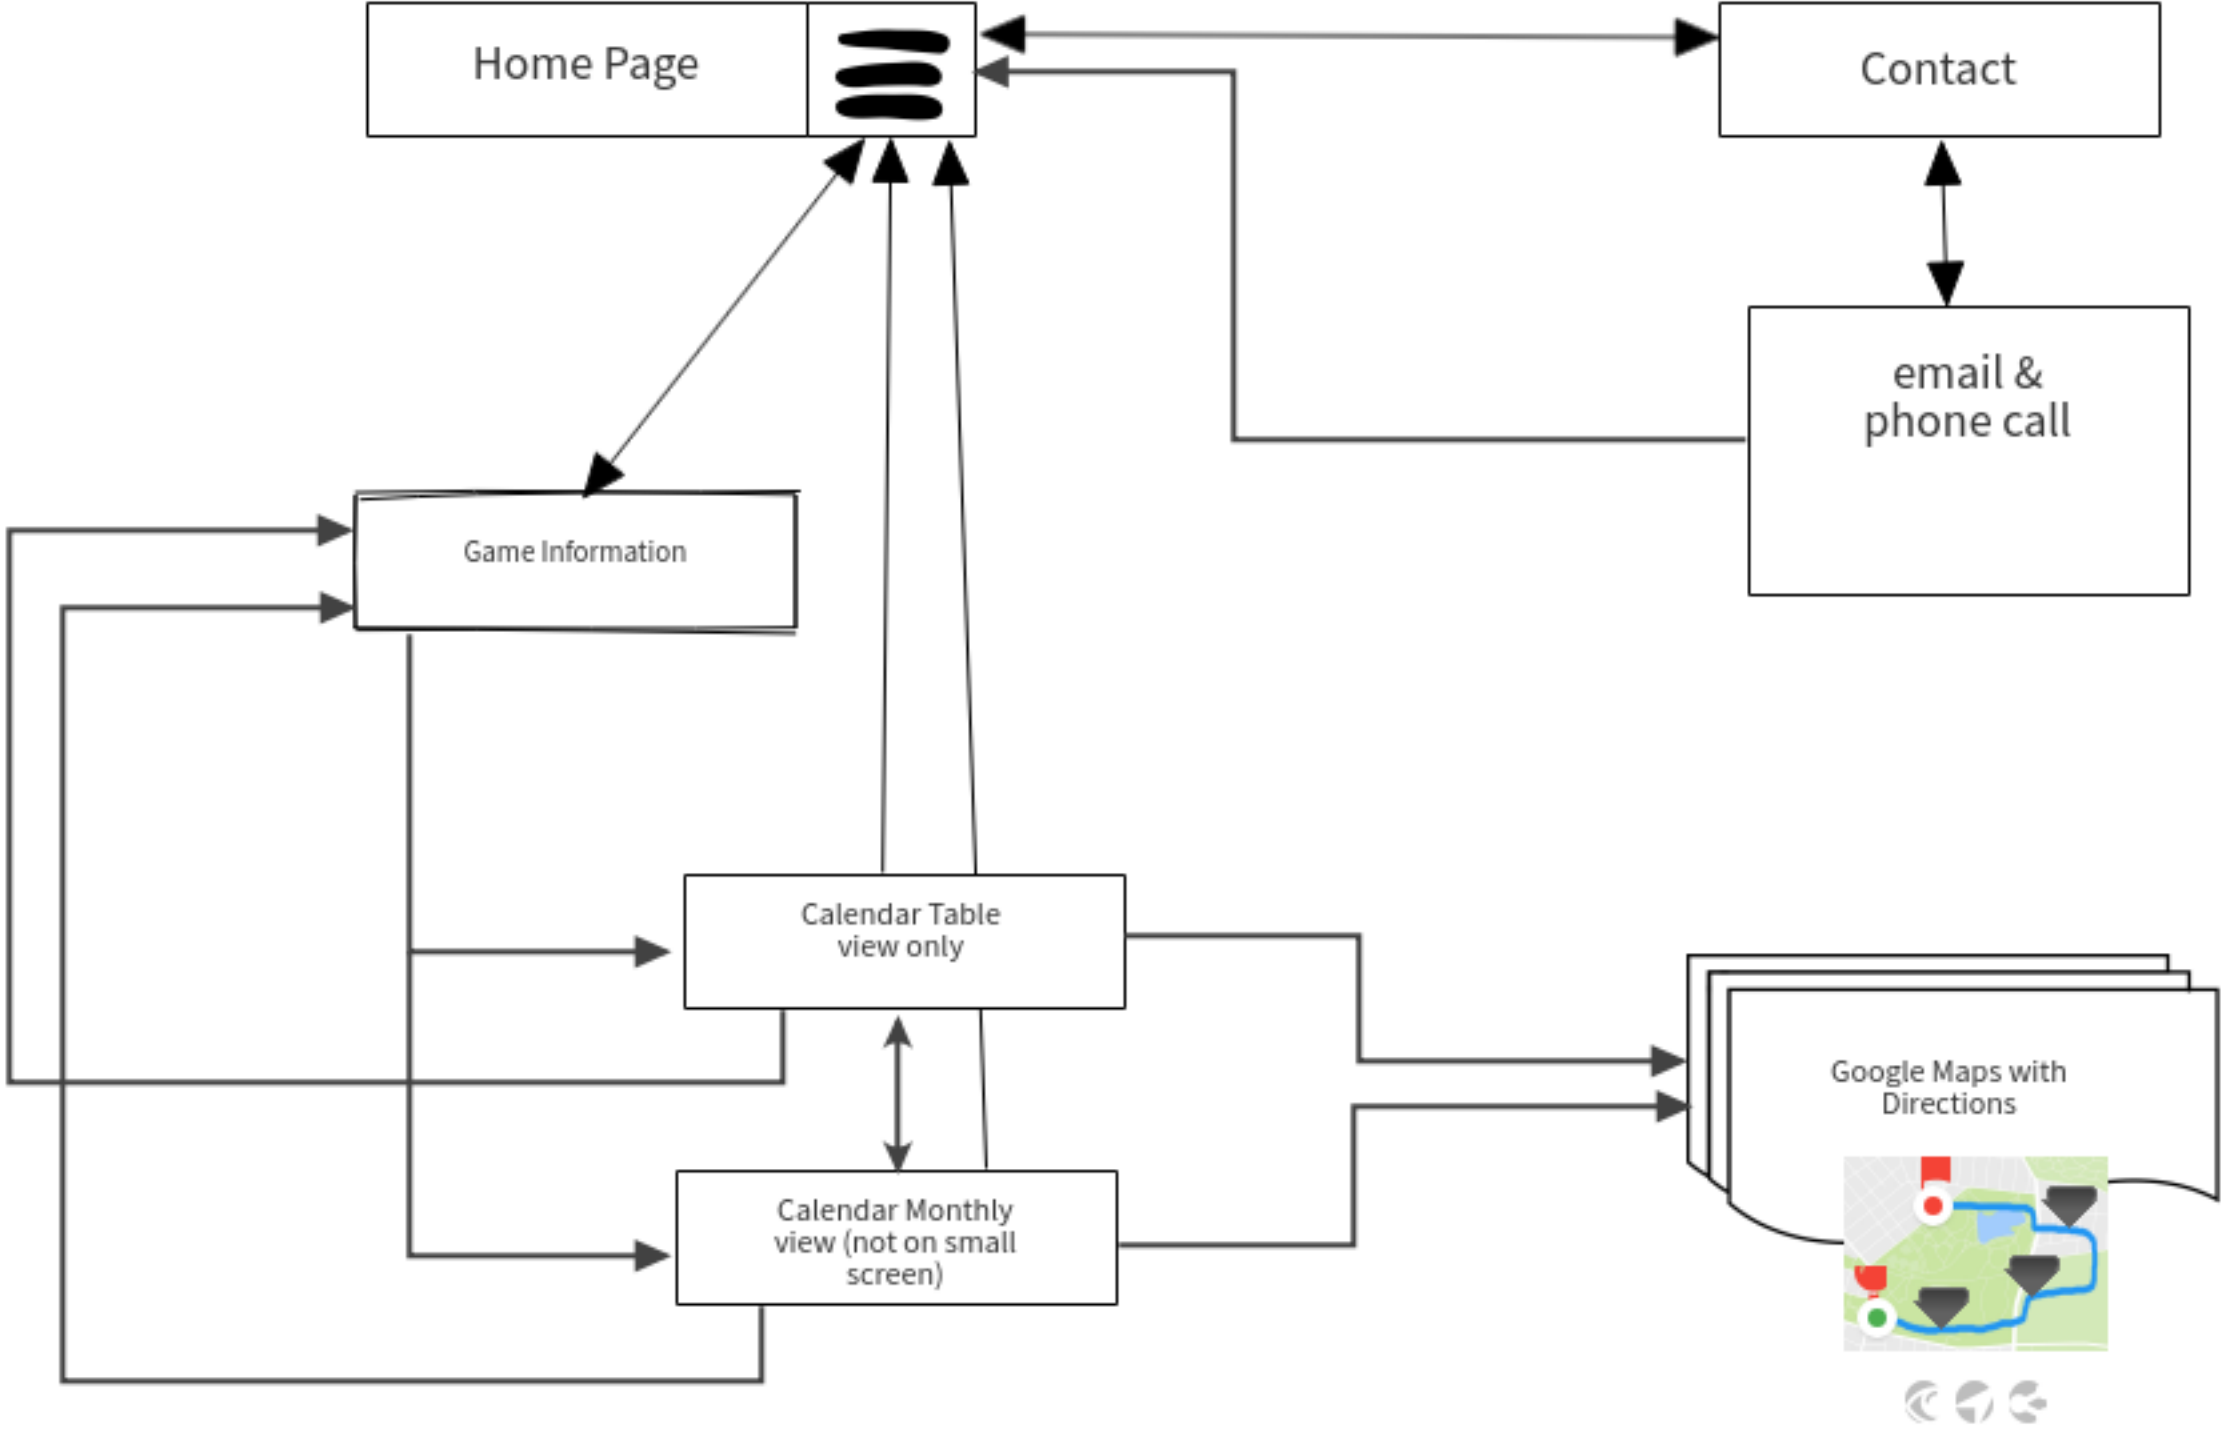 Home Page
Contact
email &
phone call
Game Information
Calendar Table
view only
Google Maps with
Directions
Calendar Monthly
view (not on small
screen)